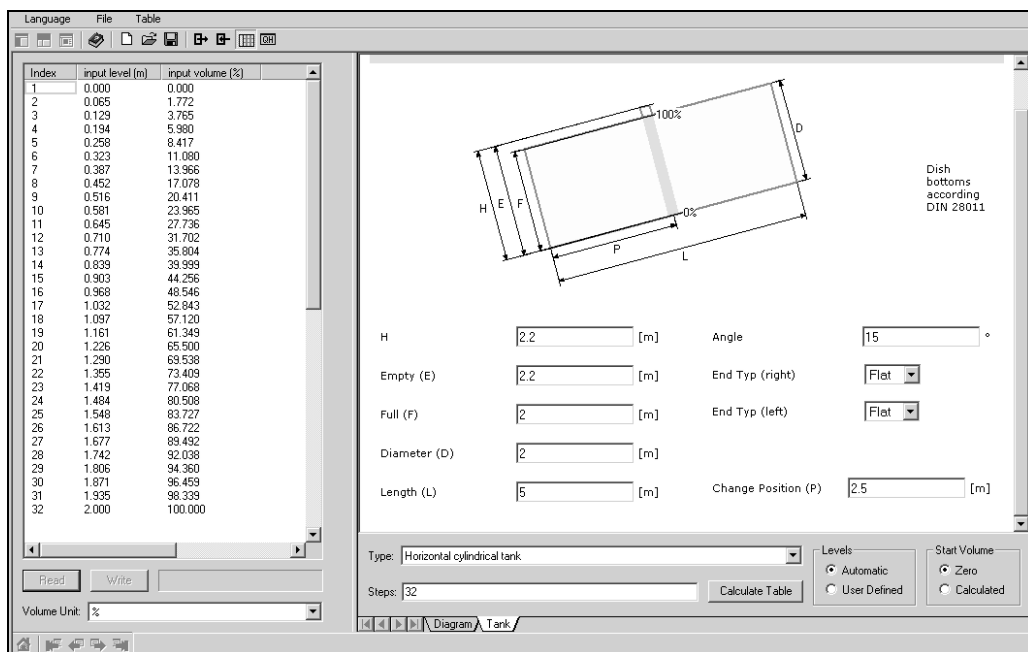 Language File Table
QH
Index input level (m) input volume (%)
1 0.000 0.000
2 0.065 1.772
3 0.129 3.765
4 0.194 5.980
5 0.258 8.417
6 0.323 11.080
7 0.387 13.966
8 0.452 17.078
9 0.516 20.411
10 0.581 23.965
11 0.645 27.736
12 0.710 31.702
13 0.774 35.804
14 0.839 39.999
15 0.903 44.256
16 0.968 48.546
17 1.032 52.843
18 1.097 57.120
19 1.161 61.349
20 1.226 65.500
21 1.290 69.538
22 1.355 73.409
23 1.419 77.068
24 1.484 80.508
25 1.548 83.727
26 1.613 86.722
27 1.677 89.492
28 1.742 92.038
29 1.806 94.360
30 1.871 96.459
31 1.935 98.339
32 2.000 100.000
Read Write
Volume Unit: %
100%
D
H E F
0%
P
L
Dish
bottoms
according
DIN 28011
H 2.2 [m] Angle 15 °
Empty (E) 2.2 [m] End Typ (right) Flat
Full (F) 2 [m] End Typ (left) Flat
Diameter (D) 2 [m]
Length (L) 5 [m] Change Position (P) 2.5 [m]
Type: Horizontal cylindrical tank
Steps: 32 Calculate Table
Levels
Automatic
User Defined
Start Volume
Zero
Calculated
Diagram Tank